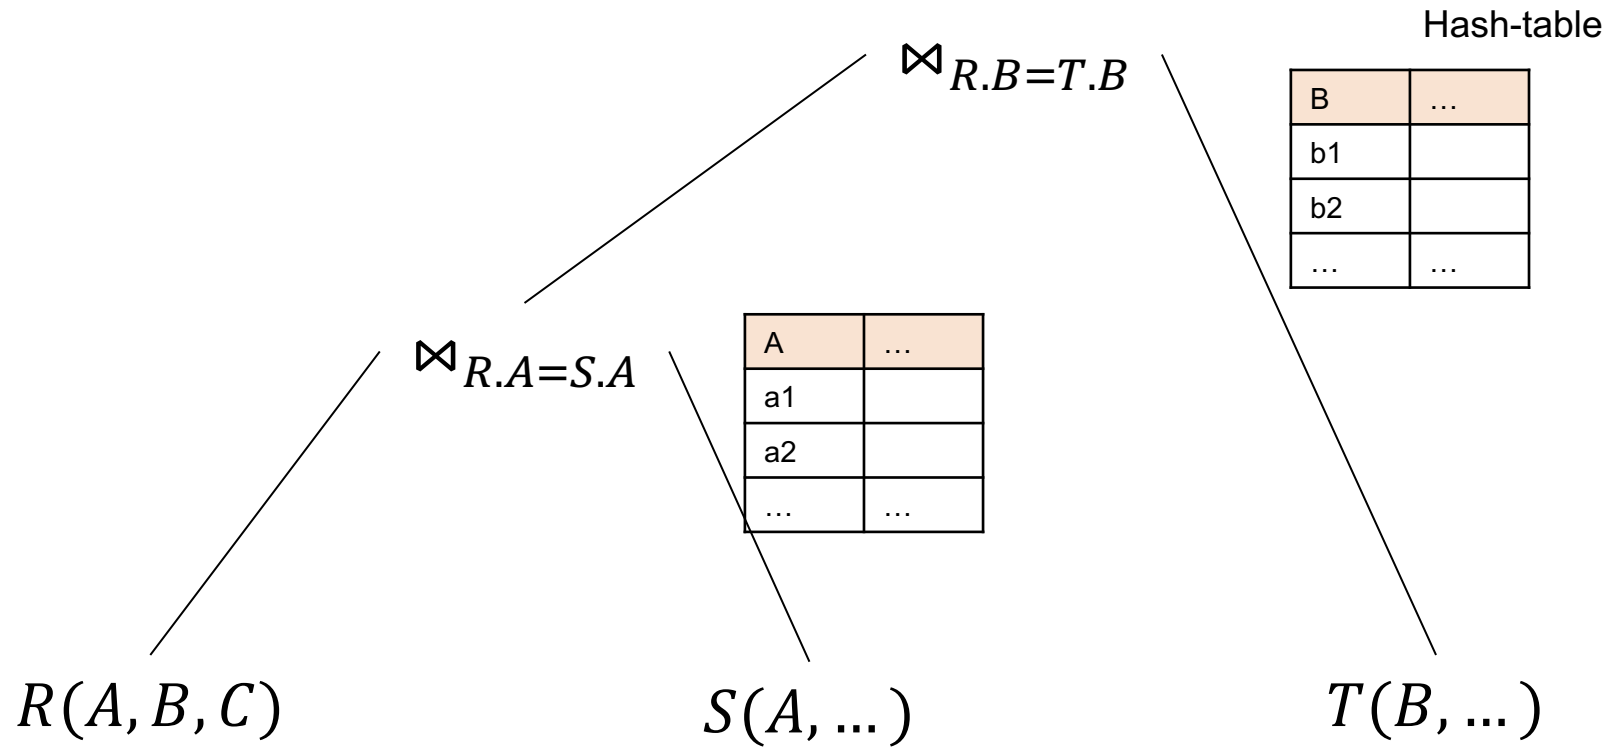 Hash-table
⋈ R.B=T.B
B …
b1
b2
… …
⋈ R.A=S.A
A …
a1
a2
… …
R(A, B, C)
S(A, … )
T(B, … )